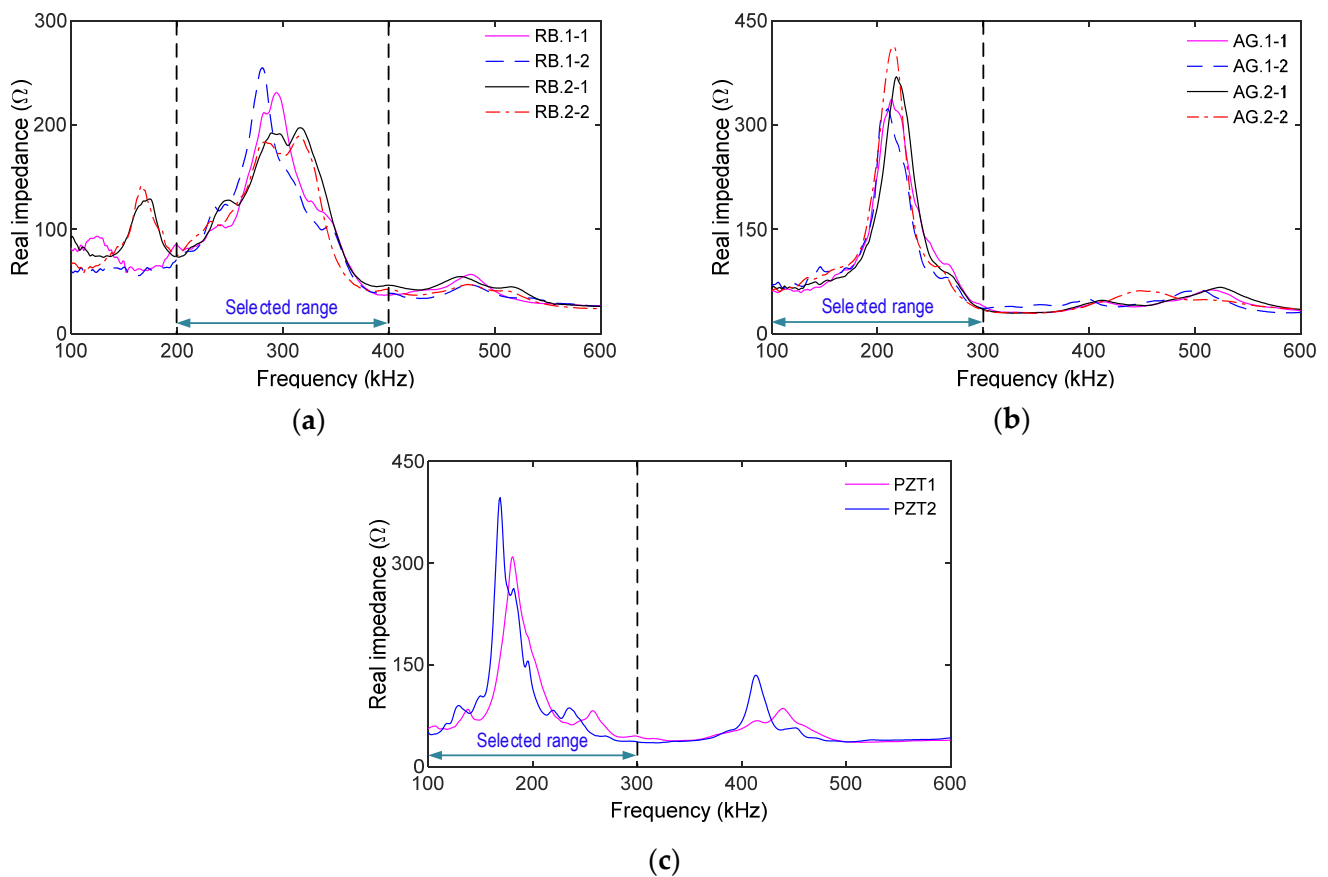 300
200
100
0
Real impedance (Ω)
RB.1-1
RB.1-2
RB.2-1
RB.2-2
Selected range
100 200 300 400 500 600
Frequency (kHz)
(a)
450
300
150
0
Real impedance (Ω)
AG.1-1
AG.1-2
AG.2-1
AG.2-2
Selected range
100 200 300 400 500 600
Frequency (kHz)
(b)
450
300
150
0
Real impedance (Ω)
PZT1
PZT2
Selected range
100 200 300 400 500 600
Frequency (kHz)
(c)